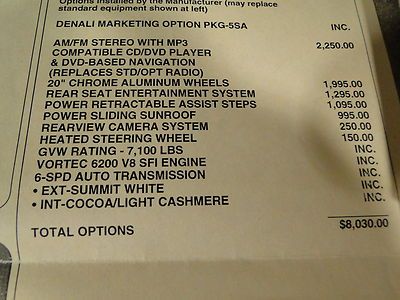 Options Installed by the Manufacturer (may replace
standard equipment shown at left)
DENALI MARKETING OPTION PKG-5SA INC.
AM/FM STEREO WITH MP3 2,250.00
COMPATIBLE CD/DVD PLAYER
& DVD-BASED NAVIGATION
(REPLACES STD/OPT RADIO)
20" CHROME ALUMINUM WHEELS 1,995.00
REAR SEAT ENTERTAINMENT SYSTEM 1,295.00
POWER RETRACTABLE ASSIST STEPS 1,095.00
POWER SLIDING SUNROOF 995.00
REARVIEW CAMERA SYSTEM 250.00
HEATED STEERING WHEEL 150.00
GVW RATING - 7,100 LBS INC.
VORTEC 6200 V8 SFI ENGINE INC.
6-SPD AUTO TRANSMISSION INC.
• EXT-SUMMIT WHITE INC.
• INT-COCOA/LIGHT CASHMERE INC.
TOTAL OPTIONS $8,030.00